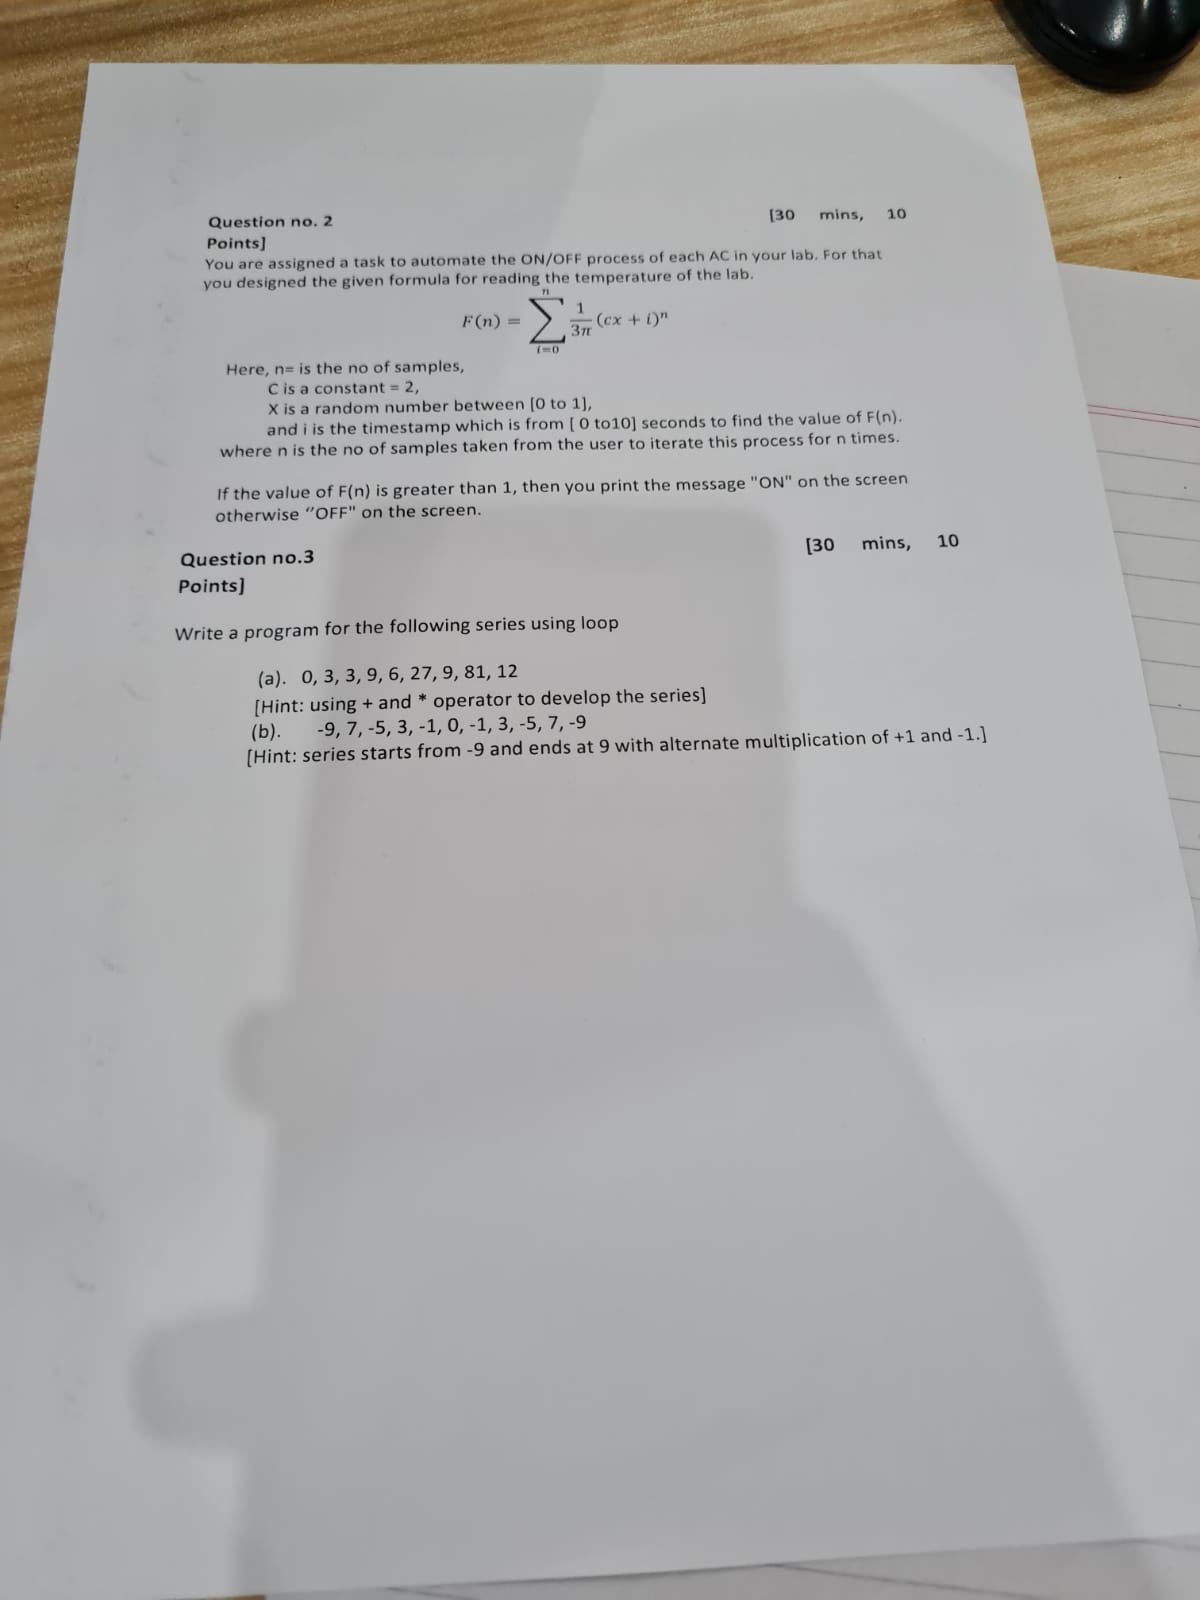 Question no. 2 [30 mins, 10
Points]
You are assigned a task to automate the ON/OFF process of each AC in your lab. For that
you designed the given formula for reading the temperature of the lab.
F(n) = \sum_{i=0}^{n} \frac{1}{3π} (cx + i)^n
Here, n= is the no of samples,
C is a constant = 2,
X is a random number between [0 to 1],
and i is the timestamp which is from [ 0 to10] seconds to find the value of F(n).
where n is the no of samples taken from the user to iterate this process for n times.
If the value of F(n) is greater than 1, then you print the message "ON" on the screen
otherwise “OFF" on the screen.
Question no.3 [30 mins, 10
Points]
Write a program for the following series using loop
(a). 0, 3, 3, 9, 6, 27, 9, 81, 12
[Hint: using + and * operator to develop the series]
(b). -9, 7, -5, 3, -1, 0, -1, 3, -5, 7, -9
[Hint: series starts from -9 and ends at 9 with alternate multiplication of +1 and -1.]